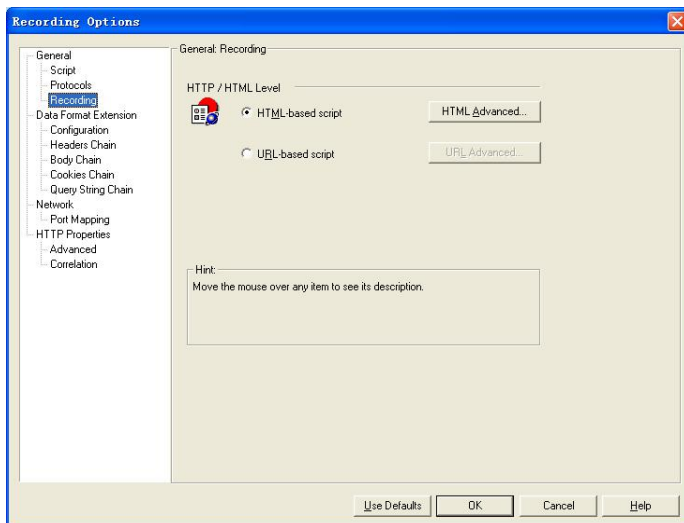 Recording Options
General
Script
Protocols
Recording
Data Format Extension
Configuration
Headers Chain
Body Chain
Cookies Chain
Query String Chain
Network
Port Mapping
HTTP Properties
Advanced
Correlation
General: Recording
HTTP / HTML Level
HTML-based script
HTML Advanced...
URL-based script
URL Advanced...
Hint:
Move the mouse over any item to see its description.
Use Defaults
OK
Cancel
Help